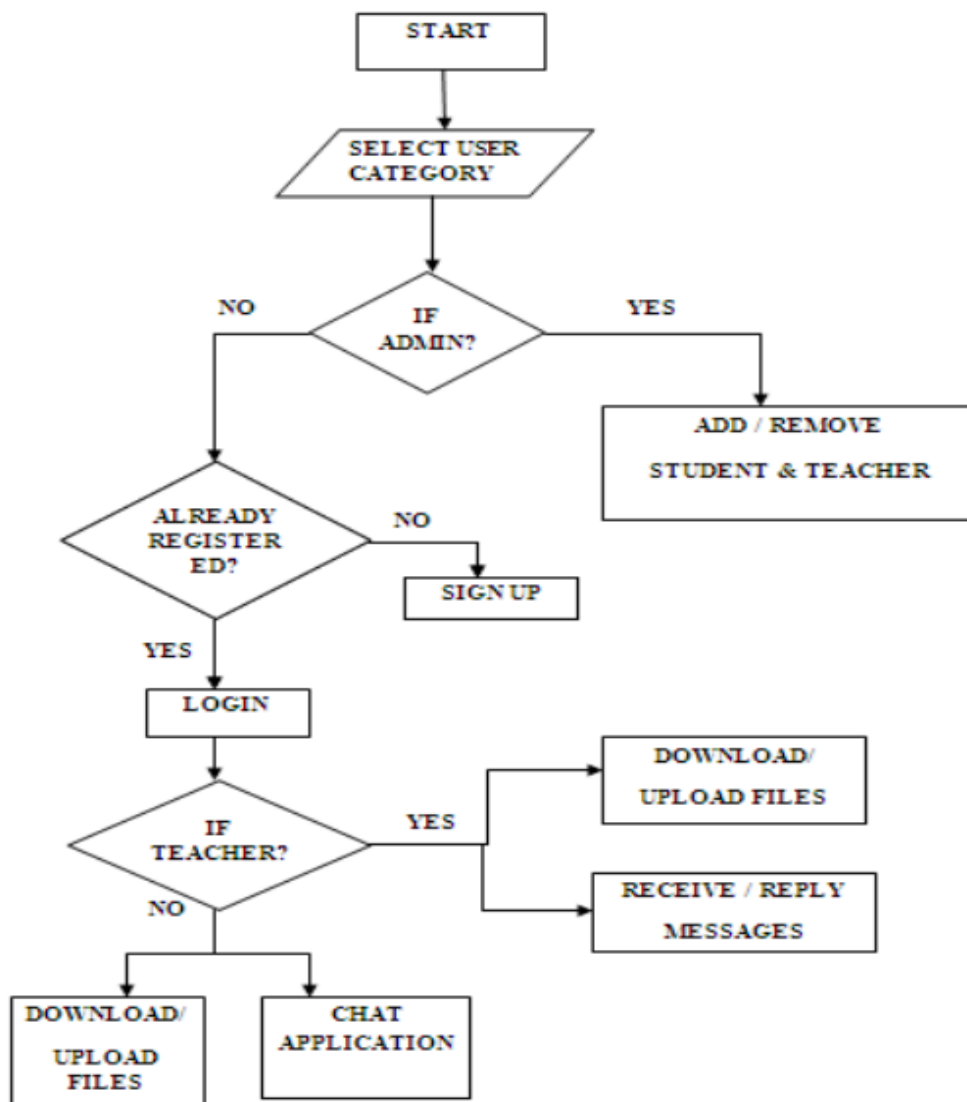 START
SELECT USER
CATEGORY
NO
IF
ADMIN?
YES
ADD / REMOVE
STUDENT & TEACHER
ALREADY
REGISTER
ED?
NO
SIGN UP
YES
LOGIN
IF
TEACHER?
YES
DOWNLOAD/
UPLOAD FILES
RECEIVE / REPLY
MESSAGES
NO
DOWNLOAD/
UPLOAD
FILES
CHAT
APPLICATION